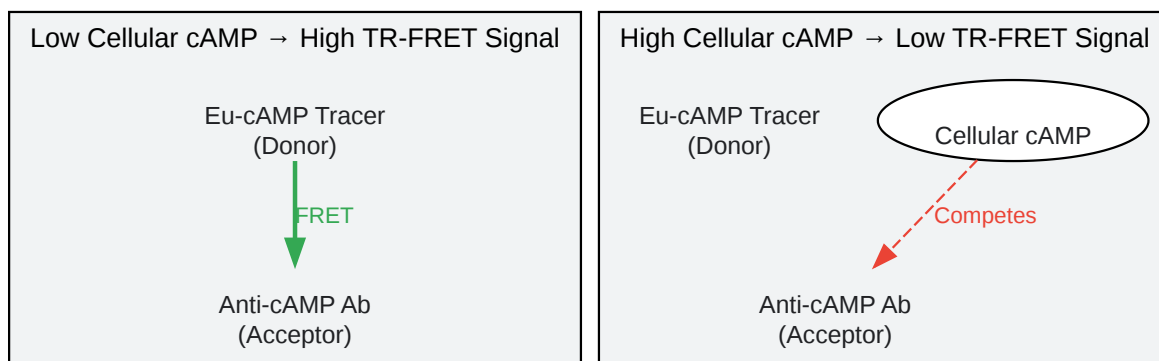 Low Cellular cAMP → High TR-FRET Signal
Eu-cAMP Tracer
(Donor)
FRET
Anti-cAMP Ab
(Acceptor)
High Cellular cAMP → Low TR-FRET Signal
Eu-cAMP Tracer
(Donor)
Cellular cAMP
Competes
Anti-cAMP Ab
(Acceptor)